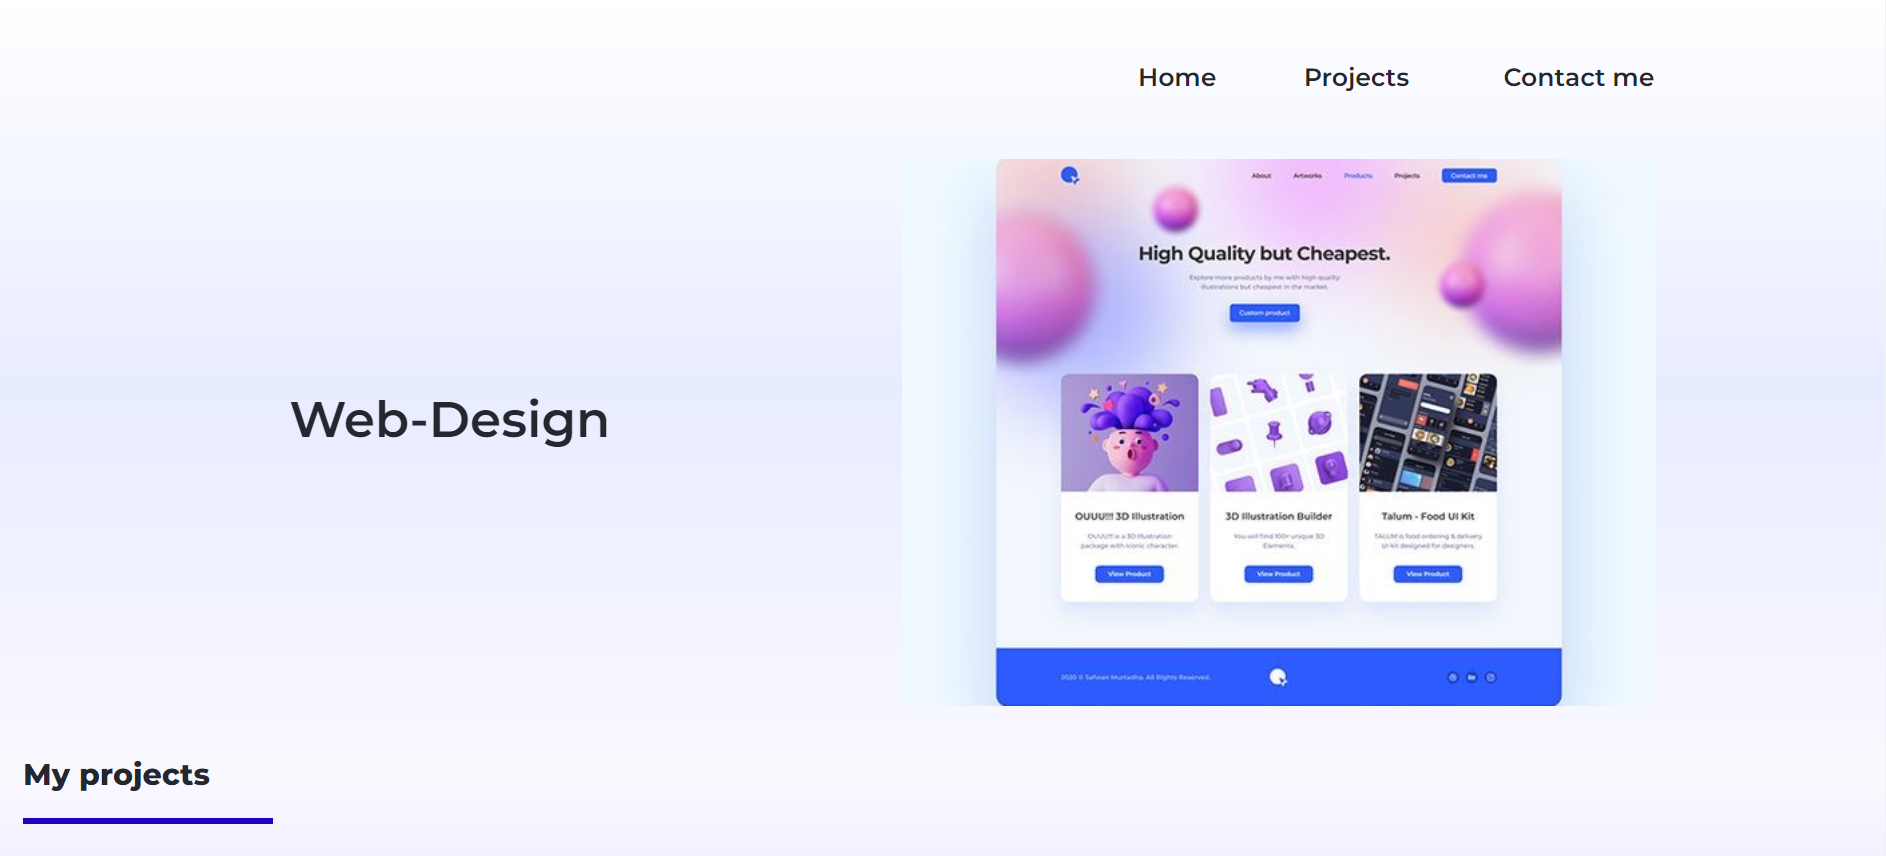 Home Projects Contact me
About Artworks Products Projects Contact me
High Quality but Cheapest.
Explore more products by me with high quality
illustrations but cheapest in the market.
Custom product
Web-Design
OUUU!!! 3D Illustration
OUUU!!! is a 3D illustration
package with iconic character.
View Product
3D Illustration Builder
You will find 100+ unique 3D
Elements.
View Product
Talum - Food UI Kit
TALUM is food ordering & delivery
UI kit designed for designers.
View Product
2020 © Safwan Murtadha. All Rights Reserved.
My projects